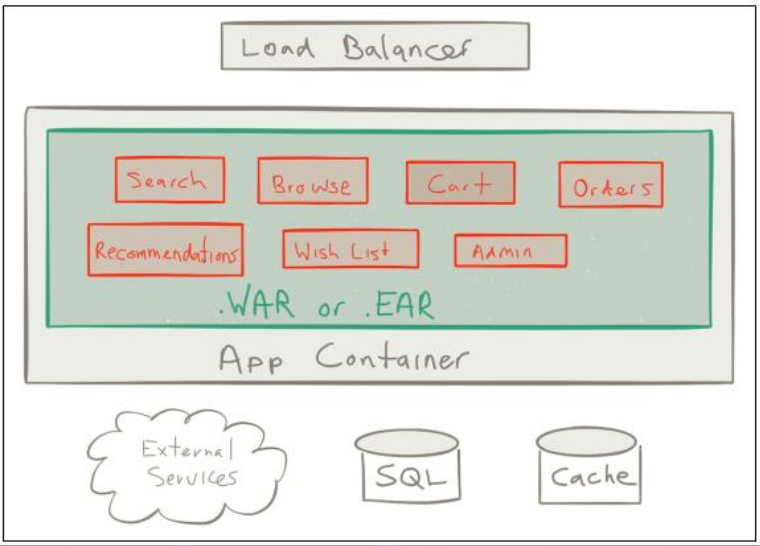 Load Balancer
Search
Browse
Cart
Orders
Recommendations
Wish List
Admin
.WAR or .EAR
App Container
External
Services
SQL
Cache